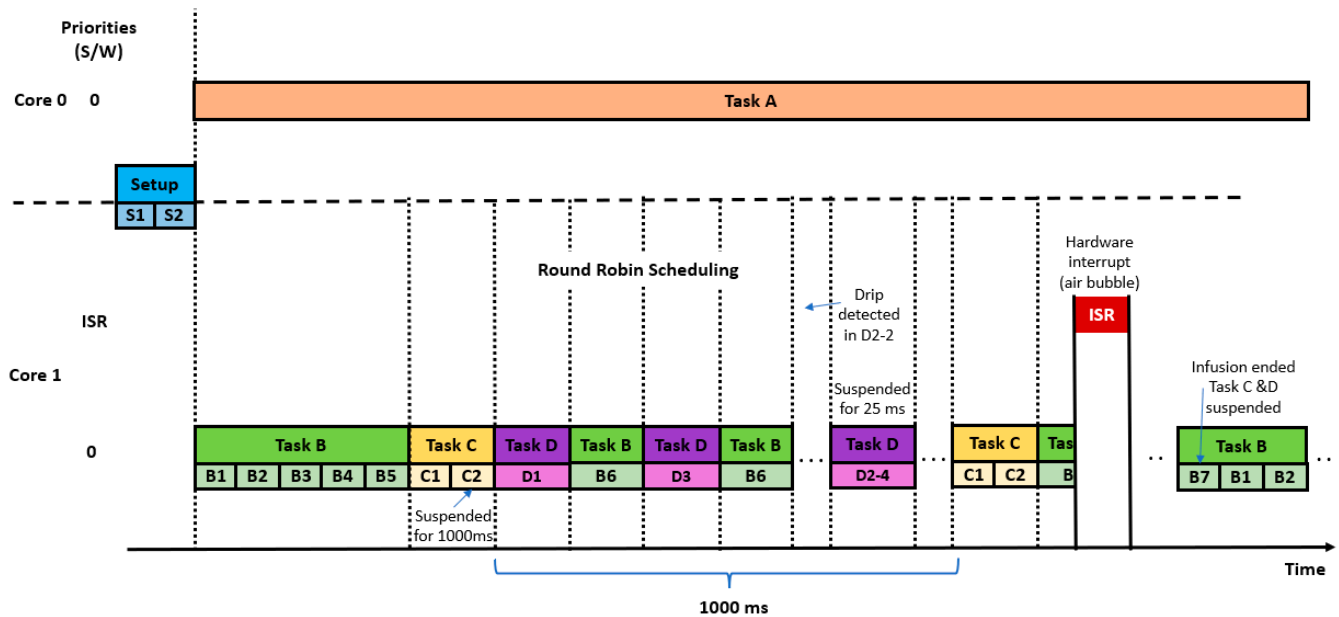 Priorities
(S/W)
Core 0 0
Task A
Setup
S1 S2
Round Robin Scheduling
Hardware
interrupt
(air bubble)
ISR
ISR
Drip
detected
in D2-2
Core 1
Suspended
for 25 ms
Infusion ended
Task C &D
suspended
0
Task B Task C Task D Task B Task D Task B Task D Task C Tas Task B
B1 B2 B3 B4 B5 C1 C2 D1 B6 D3 B6 ... D2-4 ... C1 C2 B .. B7 B1 B2 ..
Suspended
for 1000ms
Time
1000 ms